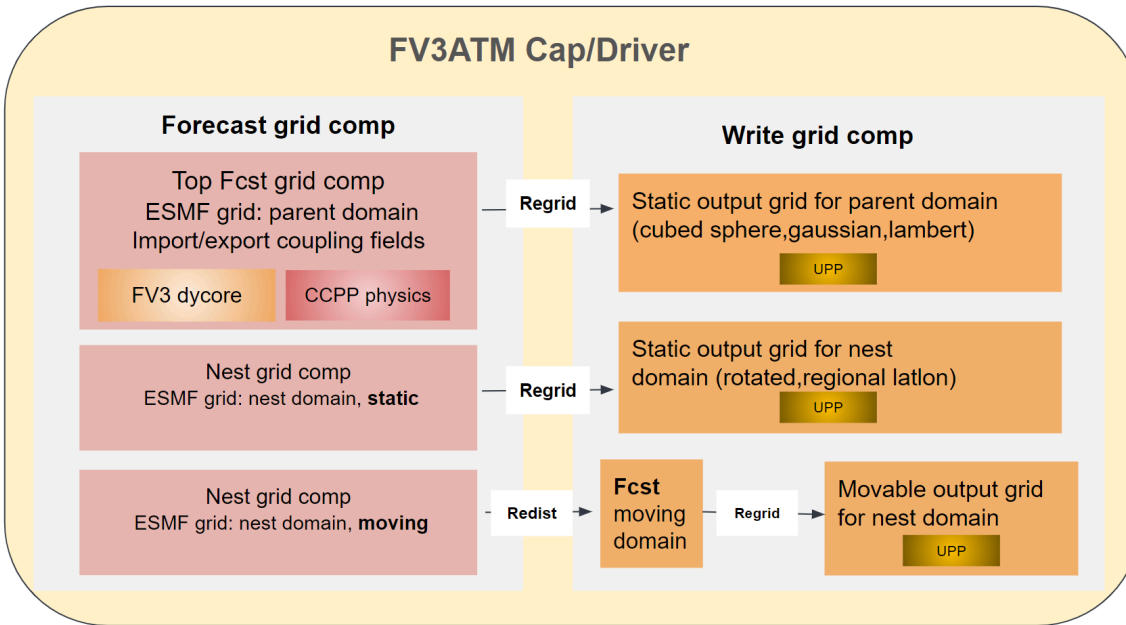 FV3ATM Cap/Driver
Forecast grid comp
Top Fcst grid comp
ESMF grid: parent domain
Import/export coupling fields
FV3 dycore
CCPP physics
Nest grid comp
ESMF grid: nest domain, static
Nest grid comp
ESMF grid: nest domain, moving
Regrid
Regrid
Redist
Write grid comp
Static output grid for parent domain
(cubed sphere,gaussian,lambert)
UPP
Static output grid for nest
domain (rotated,regional latlon)
UPP
Fcst
moving
domain
Regrid
Movable output grid
for nest domain
UPP